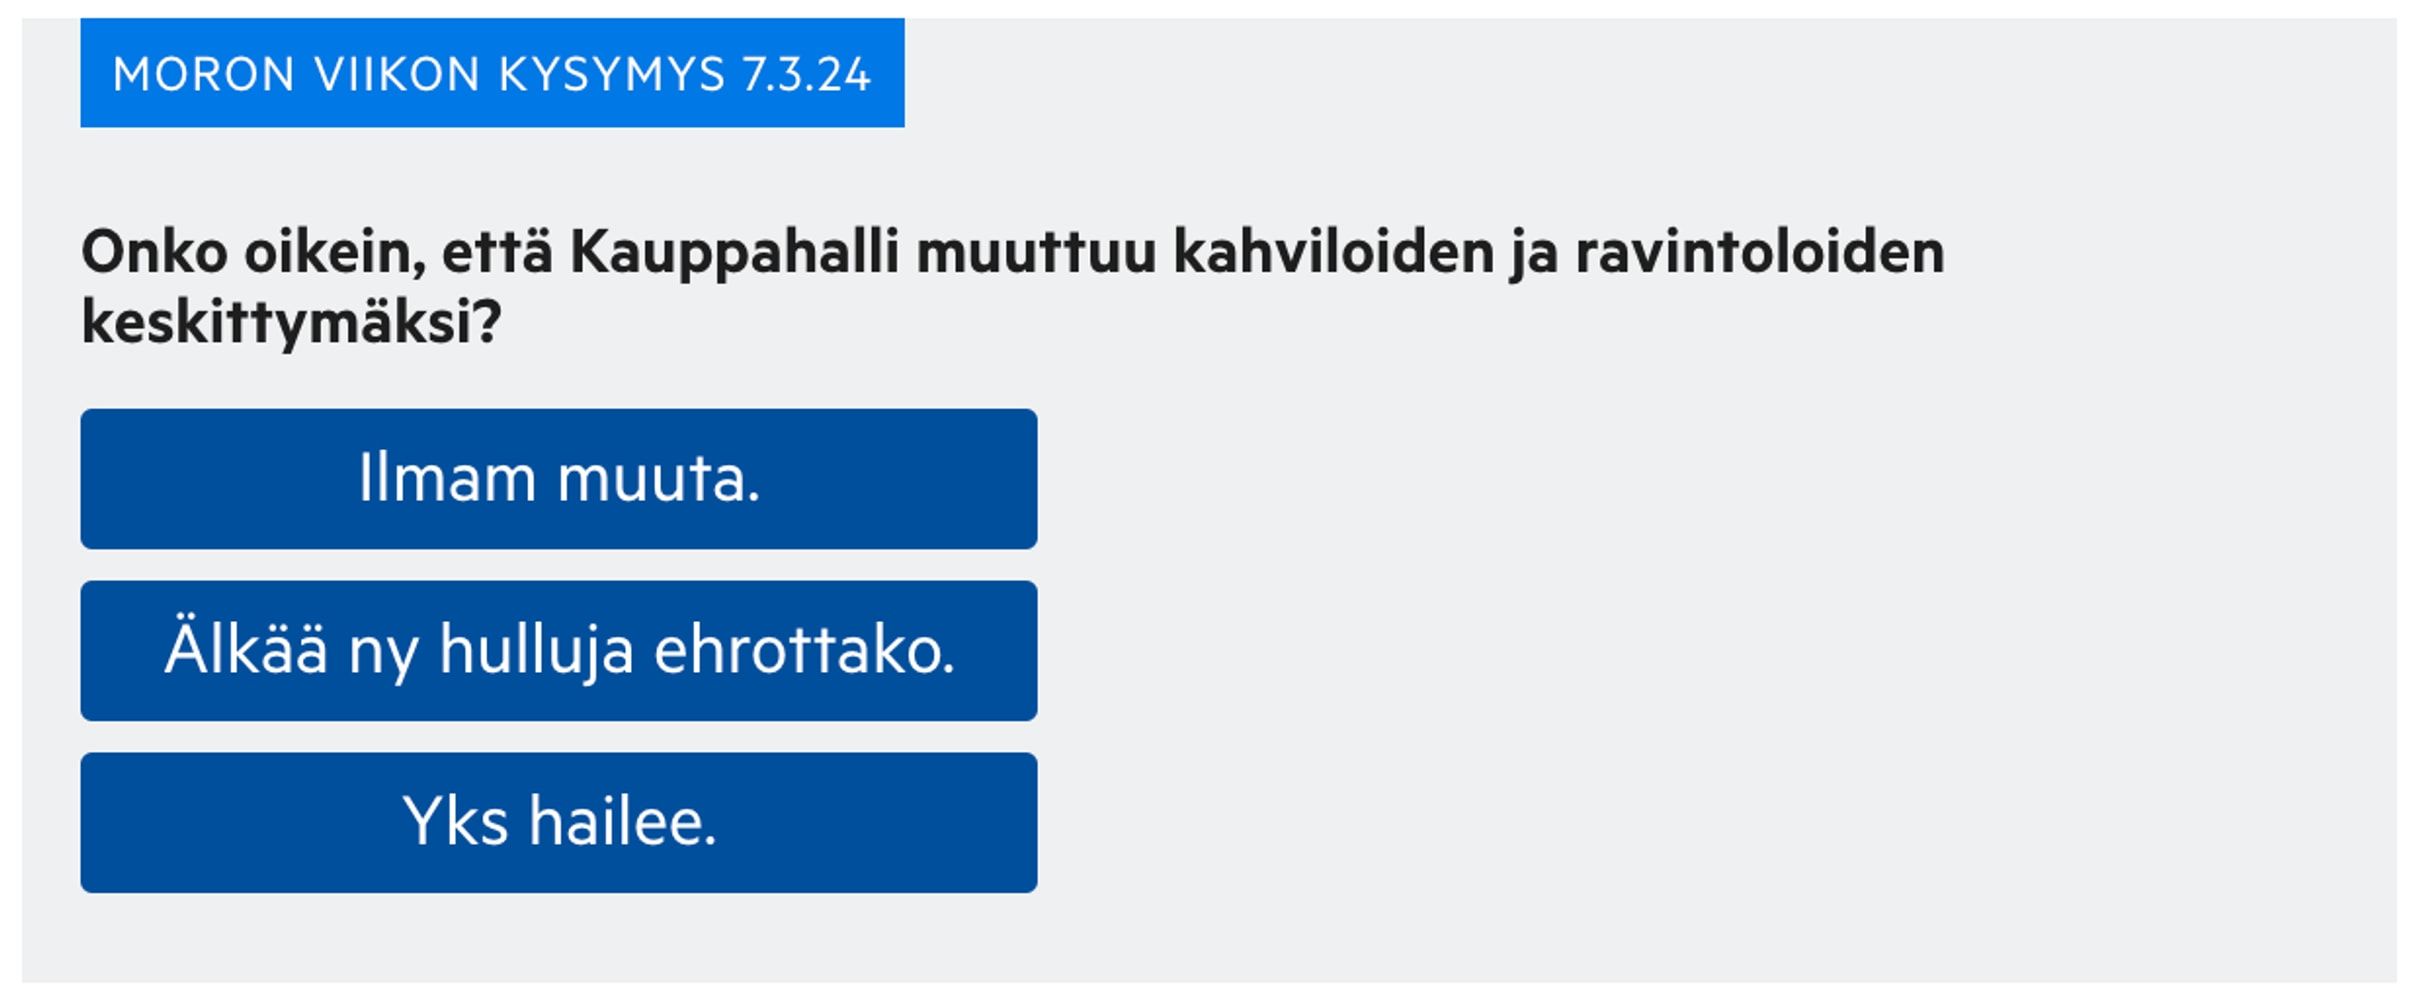 MORON VIIKON KYSYMYS 7.3.24
Onko oikein, että Kauppahalli muuttuu kahviloiden ja ravintoloiden
keskittymäksi?
Ilmam muuta.
Älkää ny hulluja ehrottako.
Yks hailee.